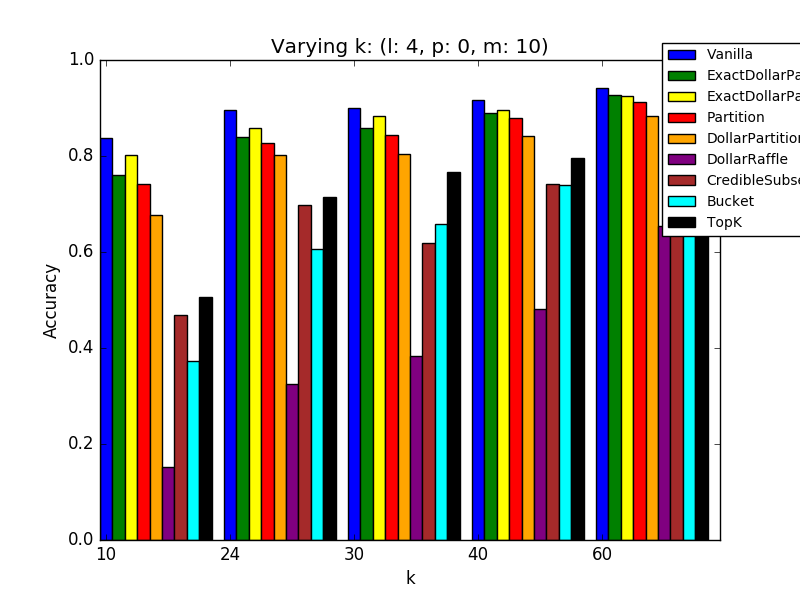 Varying k: (l: 4, p: 0, m: 10)
1.0
0.8
0.6
0.4
0.2
0.0
Accuracy
10 24 30 40 60
k
Vanilla
ExactDollarPa
ExactDollarPa
Partition
DollarPartition
DollarRaffle
CredibleSubse
Bucket
TopK